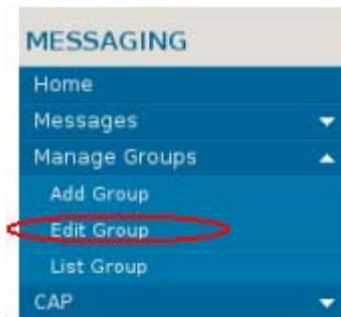 MESSAGING
Home
Messages
Manage Groups
Add Group
Edit Group
List Group
CAP